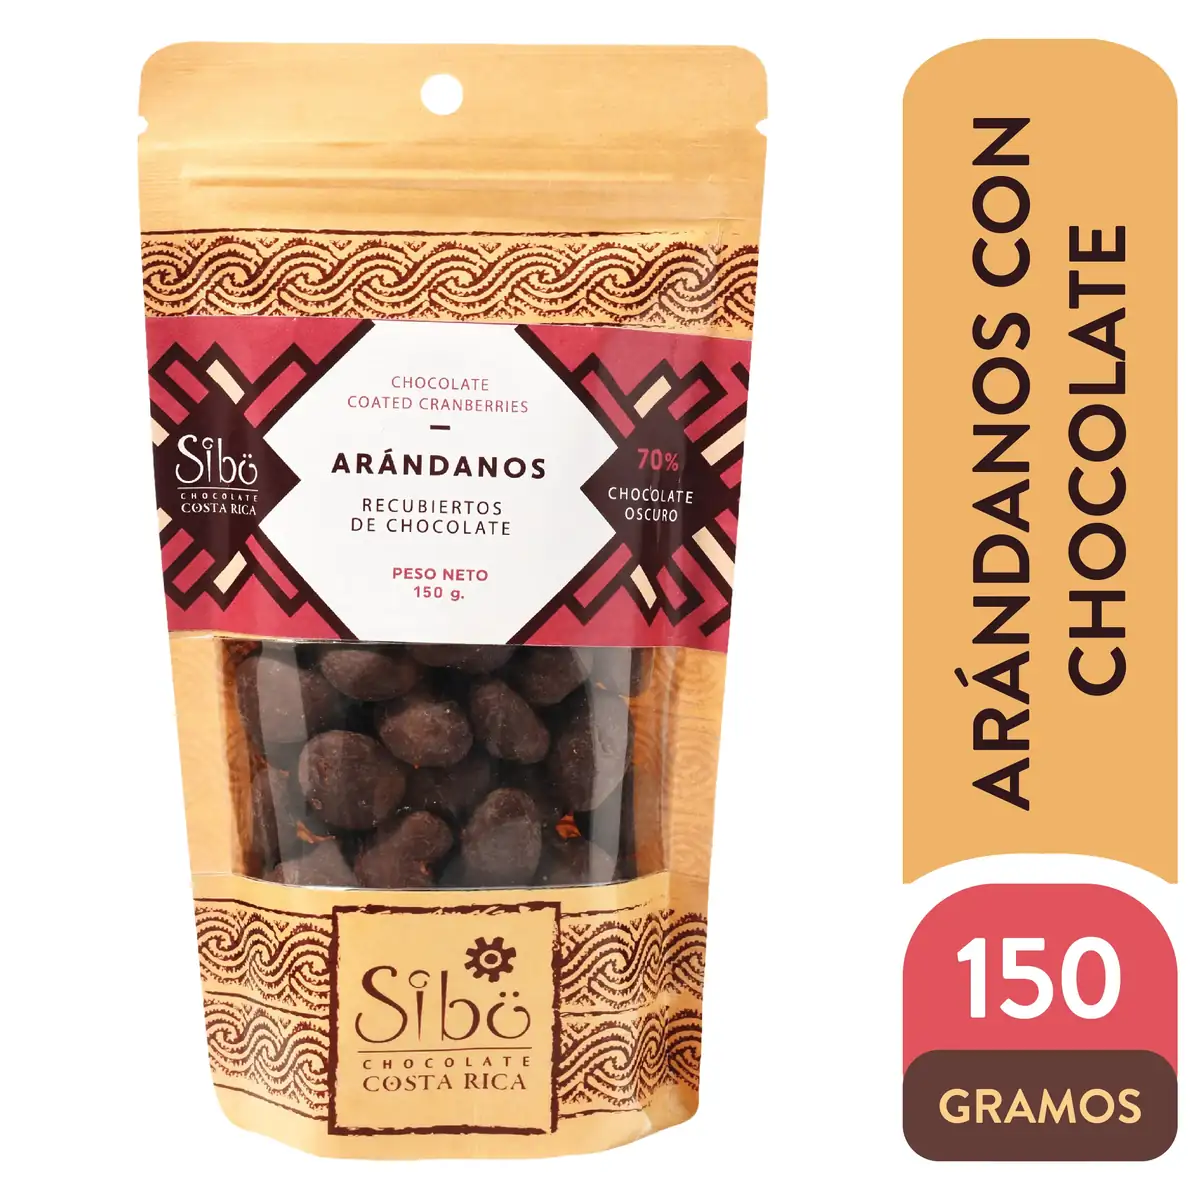 CHOCOLATE
COATED CRANBERRIES
ARÁNDANOS
RECUBIERTOS
DE CHOCOLATE
PESO NETO
150 g.
Sibö
CHOCOLATE
COSTA RICA
70%
CHOCOLATE
OSCURO
Sibö
CHOCOLATE
COSTA RICA
ARÁNDANOS CON
CHOCOLATE
150
GRAMOS